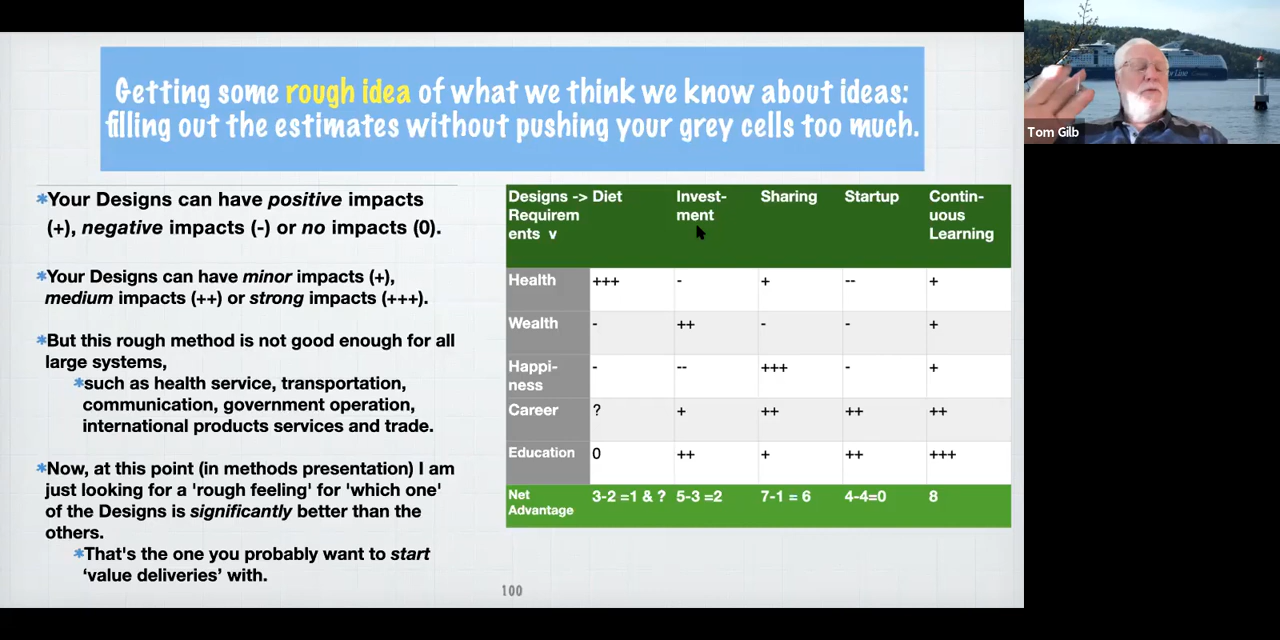 Getting some rough idea of what we think we know about ideas:
filling out the estimates without pushing your grey cells too much.
*Your Designs can have positive impacts
(+), negative impacts (-) or no impacts (0).
*Your Designs can have minor impacts (+),
medium impacts (++) or strong impacts (+++).
*But this rough method is not good enough for all
large systems,
*such as health service, transportation,
communication, government operation,
international products services and trade.
*Now, at this point (in methods presentation) I am
just looking for a 'rough feeling' for 'which one'
of the Designs is significantly better than the
others.
*That's the one you probably want to start
‘value deliveries’ with.
Designs -> Diet Invest- Sharing Startup Contin-
Requirem ment uous
ents v Learning
Health +++ - + -- +
Wealth - ++ - - +
Happi- - -- +++ - +
ness
Career ? + ++ ++ ++
Education 0 ++ + ++ +++
Net 3-2 =1 & ? 5-3 =2 7-1 = 6 4-4=0 8
Advantage
100
Line
Tom Gilb